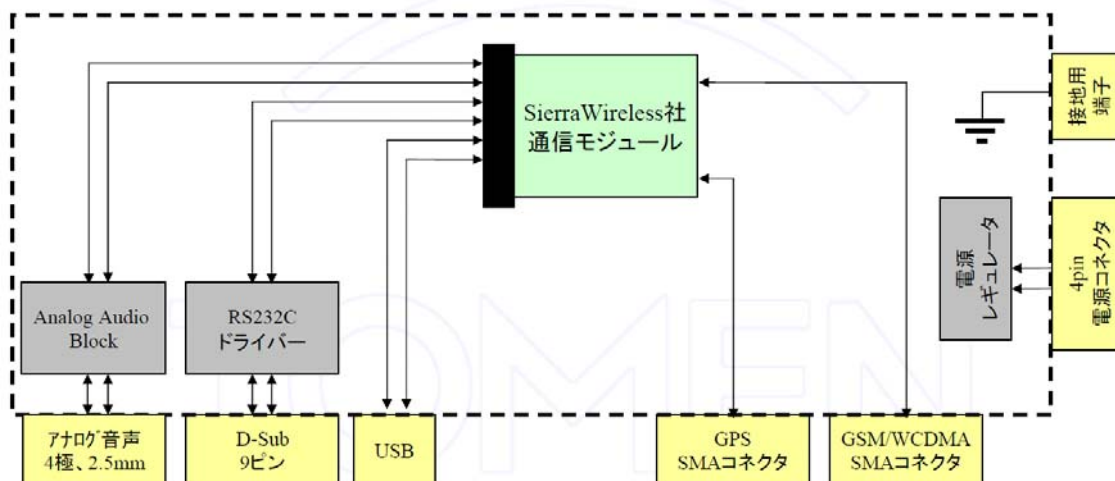 SierraWireless社
通信モジュール
接地用
端子
電源
レギュレータ
4pin
電源コネクタ
Analog Audio
Block
RS232C
ドライバー
アナログ音声
4極、2.5mm
D-Sub
9ピン
USB
GPS
SMAコネクタ
GSM/WCDMA
SMAコネクタ
TOMEN